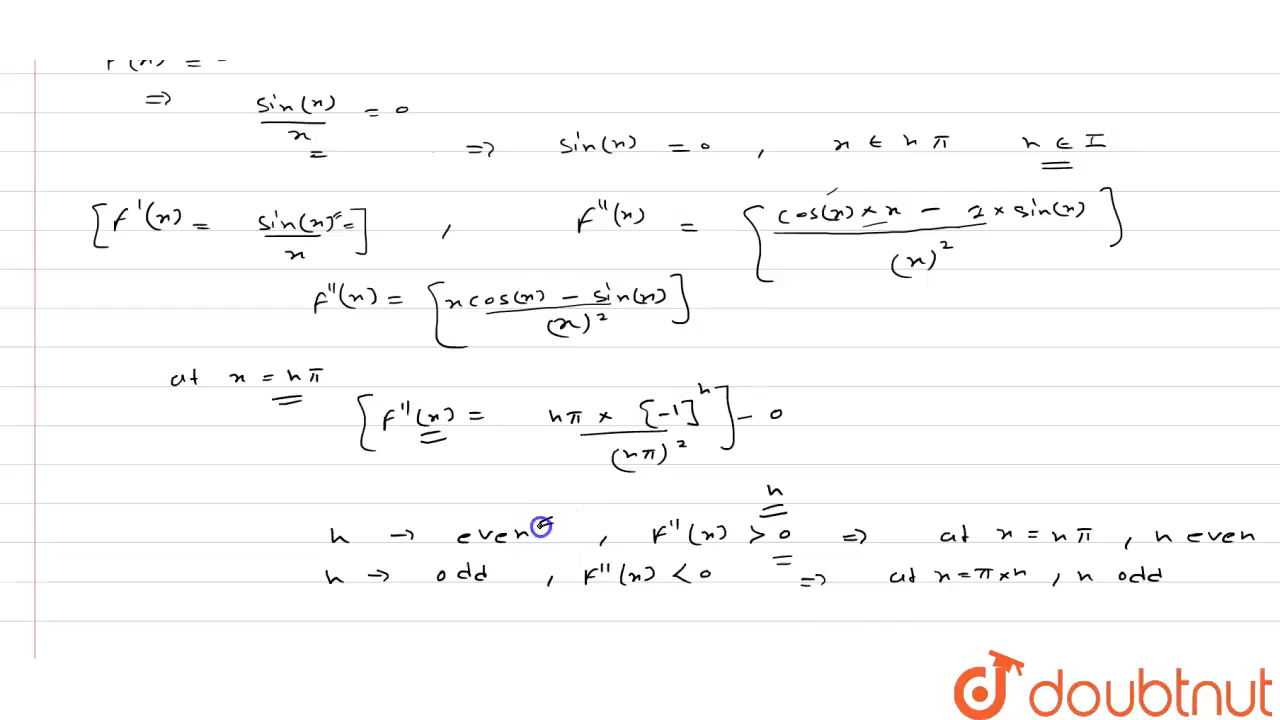 ⇒ sin(x)/x = 0
⇒ sin(x) = 0 , x ∈ nπ n ∈ I
[F'(x) = sin(x)/x] , F''(x) = [cos(x) × x - 1 × sin(x) / (x)²]
F''(x) = [x cos(x) - sin(x) / (x)²]
at x = nπ
[F''(x) = nπ × [-1]ⁿ / (nπ)²] - 0
n
n → even , F''(x) > 0 ⇒ at x = nπ , n even
n → odd , F''(x) < 0 ⇒ at x = π × n , n odd
doubtnut